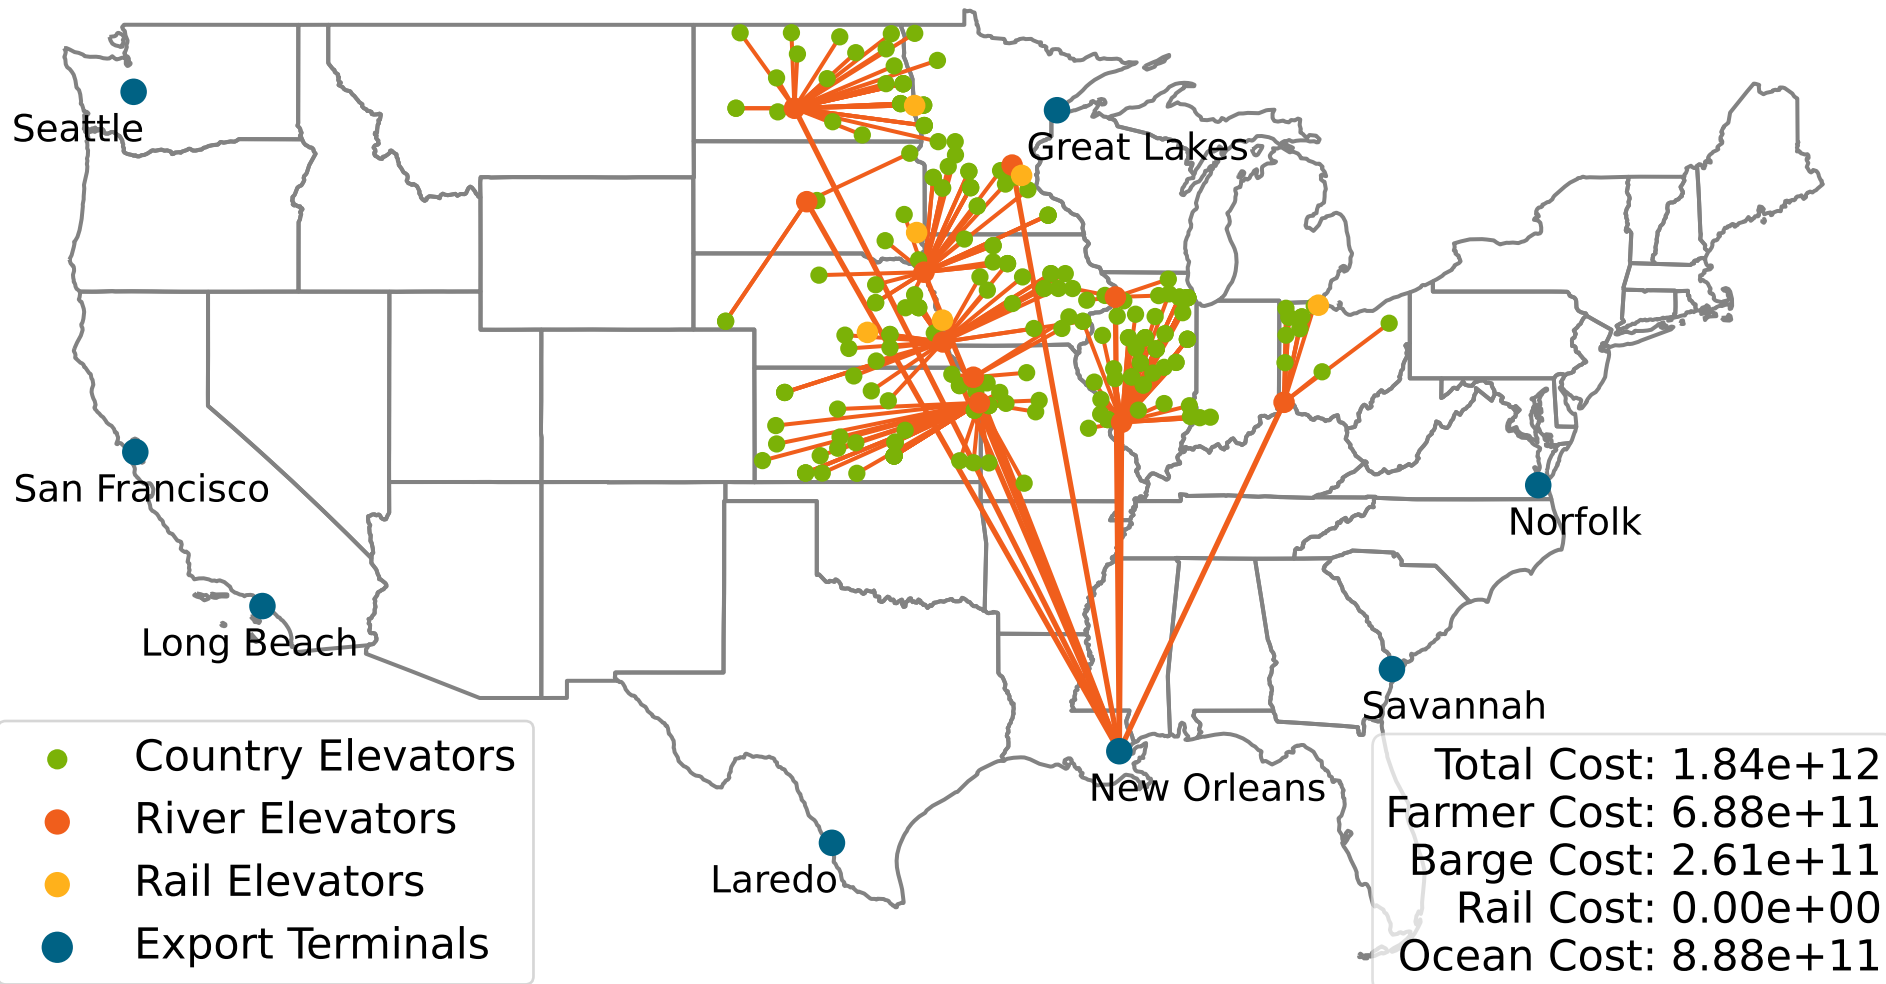 Seattle
Great Lakes
San Francisco
Norfolk
Long Beach
Savannah
New Orleans
Laredo
Country Elevators
River Elevators
Rail Elevators
Export Terminals
Total Cost: 1.84e+12
Farmer Cost: 6.88e+11
Barge Cost: 2.61e+11
Rail Cost: 0.00e+00
Ocean Cost: 8.88e+11